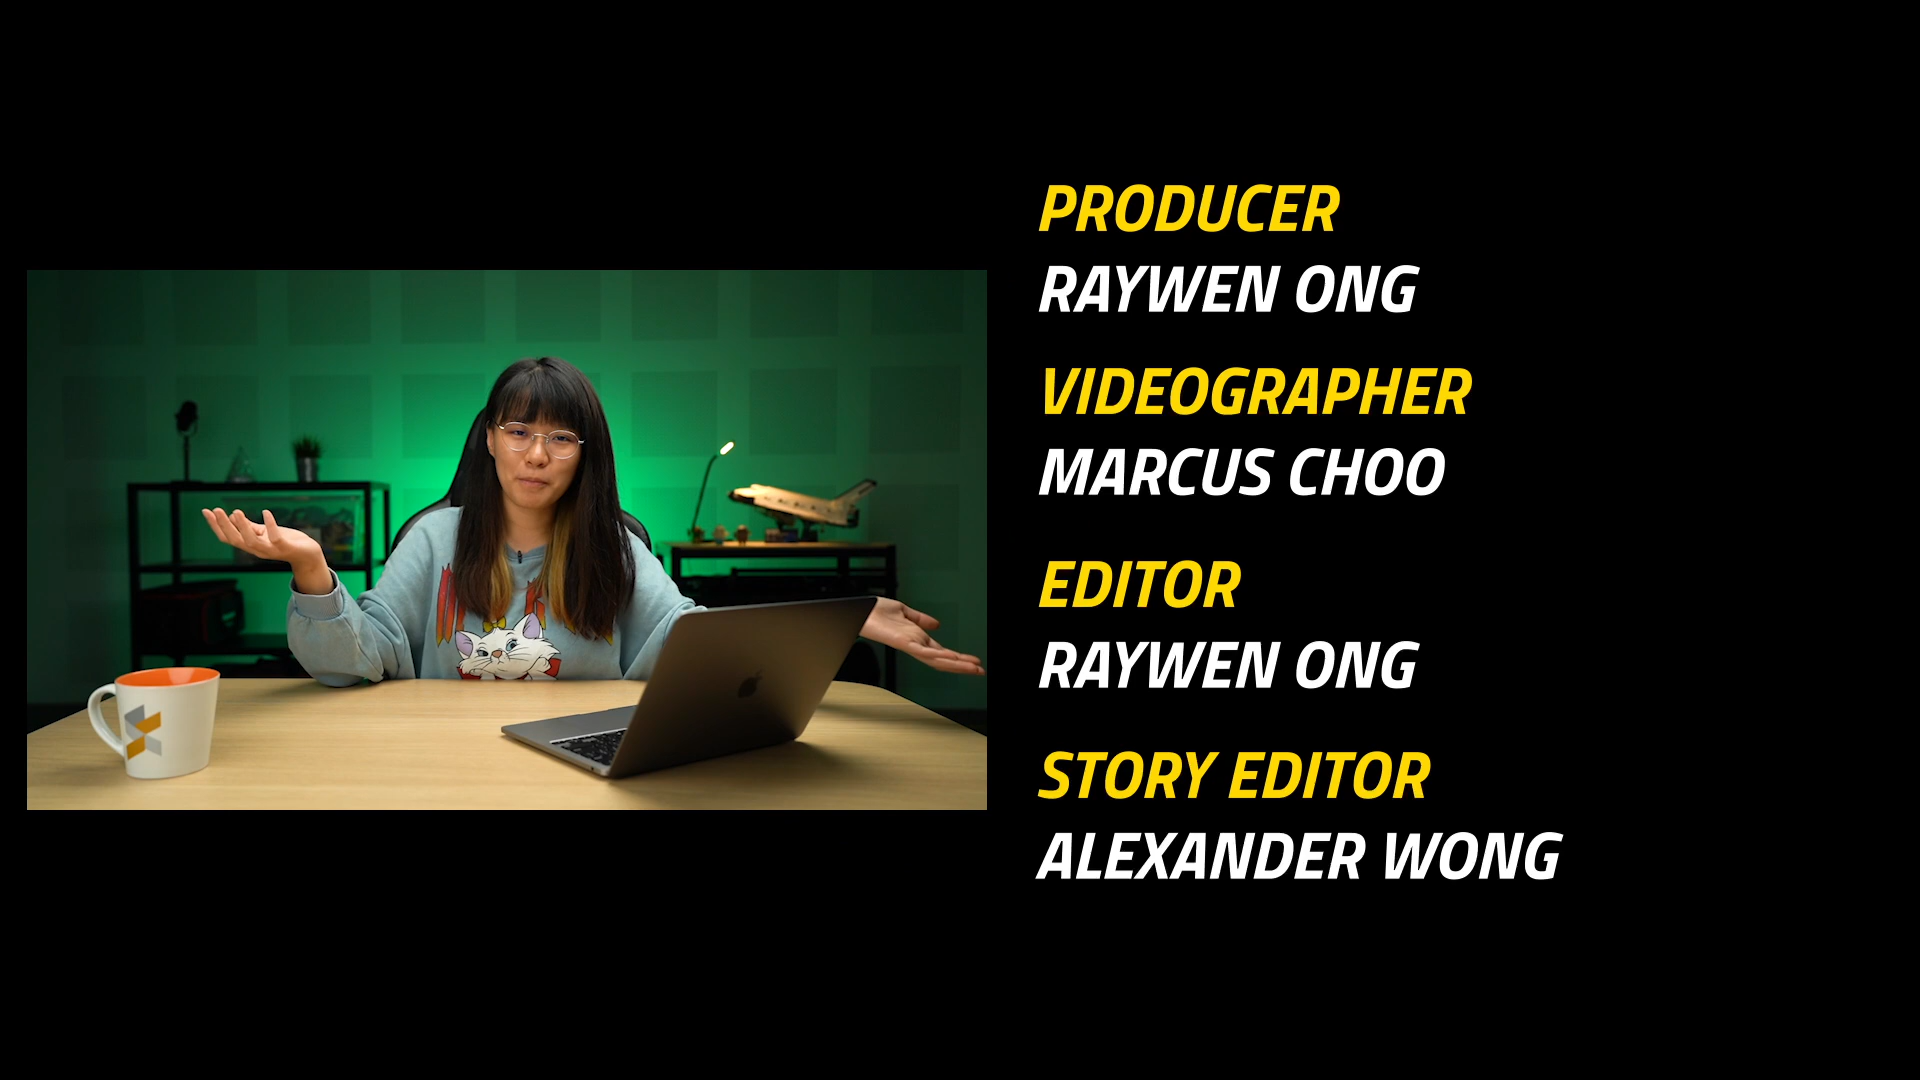 PRODUCER
RAYWEN ONG
VIDEOGRAPHER
MARCUS CHOO
EDITOR
RAYWEN ONG
STORY EDITOR
ALEXANDER WONG